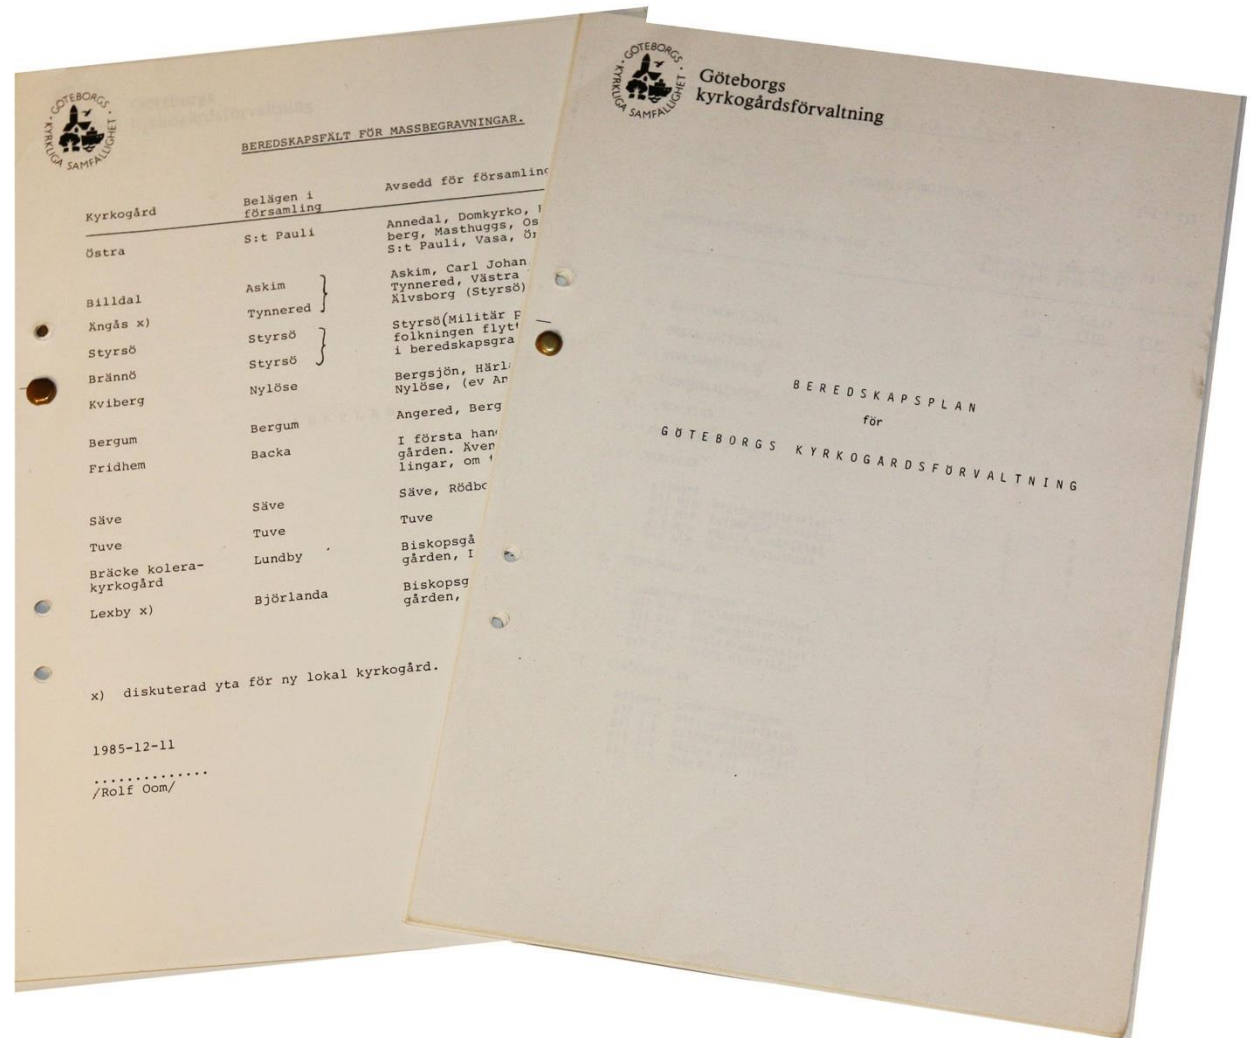 GÖTEBORGS KYRKLIGA SAMFÄLLIGHET
BEREDSKAPSFÄLT FÖR MASSBEGRAVNINGAR.
Kyrkogård Belägen i församling Avsedd för församling
Östra S:t Pauli Annedal, Domkyrko,
berg, Masthuggs,
S:t Pauli, Vasa,
Billdal Askim Askim, Carl Johan
Ängås x) Tynnered Tynnered, Västra
Älvsborg (Styrsö)
Styrsö Styrsö Styrsö (Militär
Brännö Styrsö folkningen
i beredskapsgra
Kviberg Nylöse Bergsjön,
Nylöse, (ev
Bergum Bergum Angered, Berg
Fridhem Backa I första
gården. Även
lingar, om
Säve Säve Säve,
Tuve Tuve Tuve
Bräcke kolera- Lundby Biskopsgå
kyrkogård gården,
Lexby x) Björlanda Biskopsg
gården,
x) diskuterad yta för ny lokal kyrkogård.
1985-12-11
..............
/Rolf Oom/
GÖTEBORGS KYRKLIGA SAMFÄLLIGHET
Göteborgs
kyrkogårdsförvaltning
BEREDSKAPSPLAN
för
GÖTEBORGS KYRKOGÅRDSFÖRVALTNING